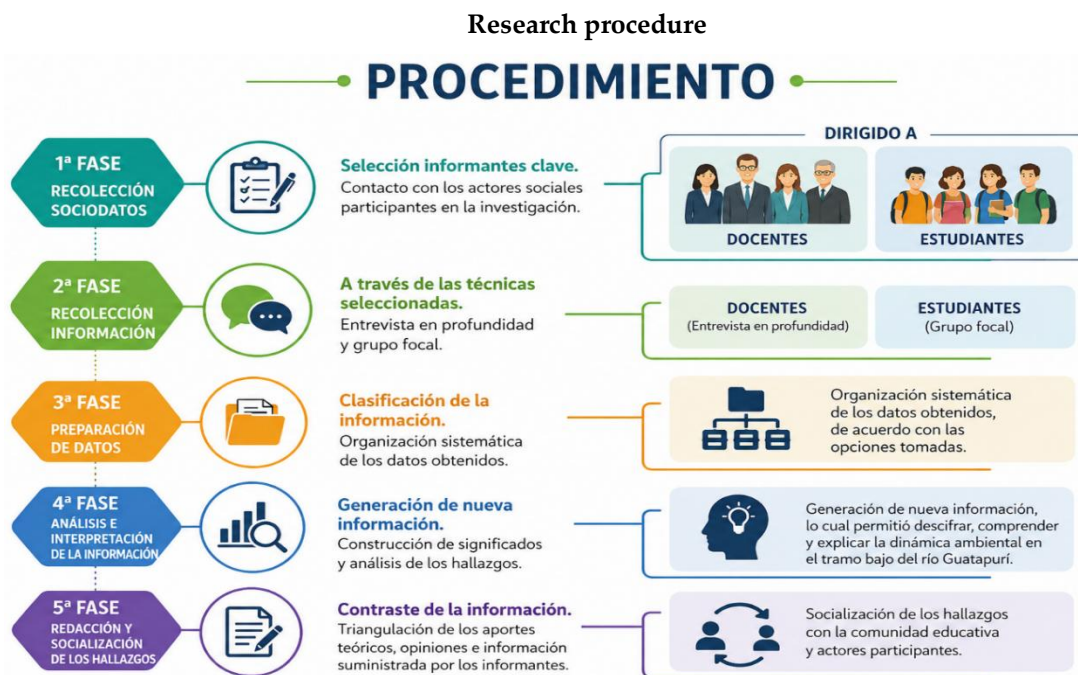 Research procedure
PROCEDIMIENTO
DIRIGIDO A
1ª FASE
RECOLECCIÓN
SOCIODATOS
Selección informantes clave.
Contacto con los actores sociales
participantes en la investigación.
DOCENTES
ESTUDIANTES
2ª FASE
RECOLECCIÓN
INFORMACIÓN
A través de las técnicas
seleccionadas.
Entrevista en profundidad
y grupo focal.
DOCENTES
(Entrevista en profundidad)
ESTUDIANTES
(Grupo focal)
3ª FASE
PREPARACIÓN
DE DATOS
Clasificación de la
información.
Organización sistemática
de los datos obtenidos.
Organización sistemática
de los datos obtenidos,
de acuerdo con las
opciones tomadas.
4ª FASE
ANÁLISIS E
INTERPRETACIÓN
DE LA INFORMACIÓN
Generación de nueva
información.
Construcción de significados
y análisis de los hallazgos.
Generación de nueva información,
lo cual permitió descifrar, comprender
y explicar la dinámica ambiental en
el tramo bajo del río Guatapurí.
5ª FASE
REDACCIÓN Y
SOCIALIZACIÓN
DE LOS HALLAZGOS
Contraste de la información.
Triangulación de los aportes
teóricos, opiniones e información
suministrada por los informantes.
Socialización de los hallazgos
con la comunidad educativa
y actores participantes.